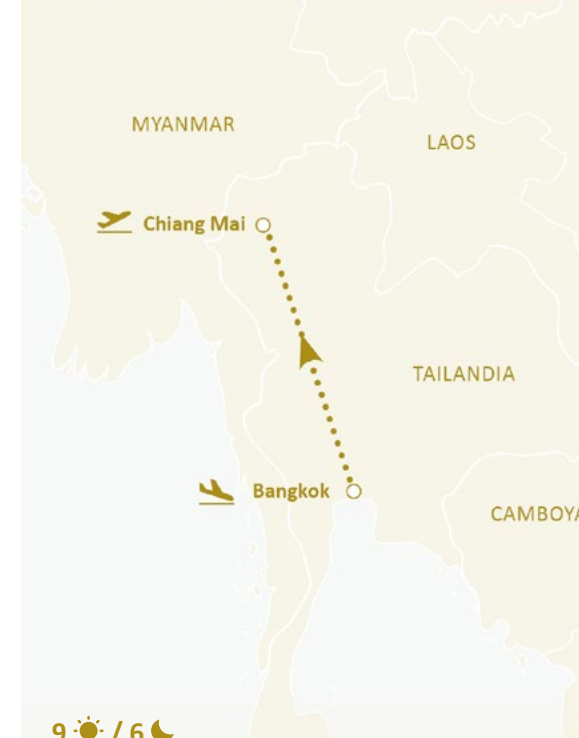 MYANMAR
LAOS
Chiang Mai
TAILANDIA
Bangkok
CAMBOYA
9 / 6